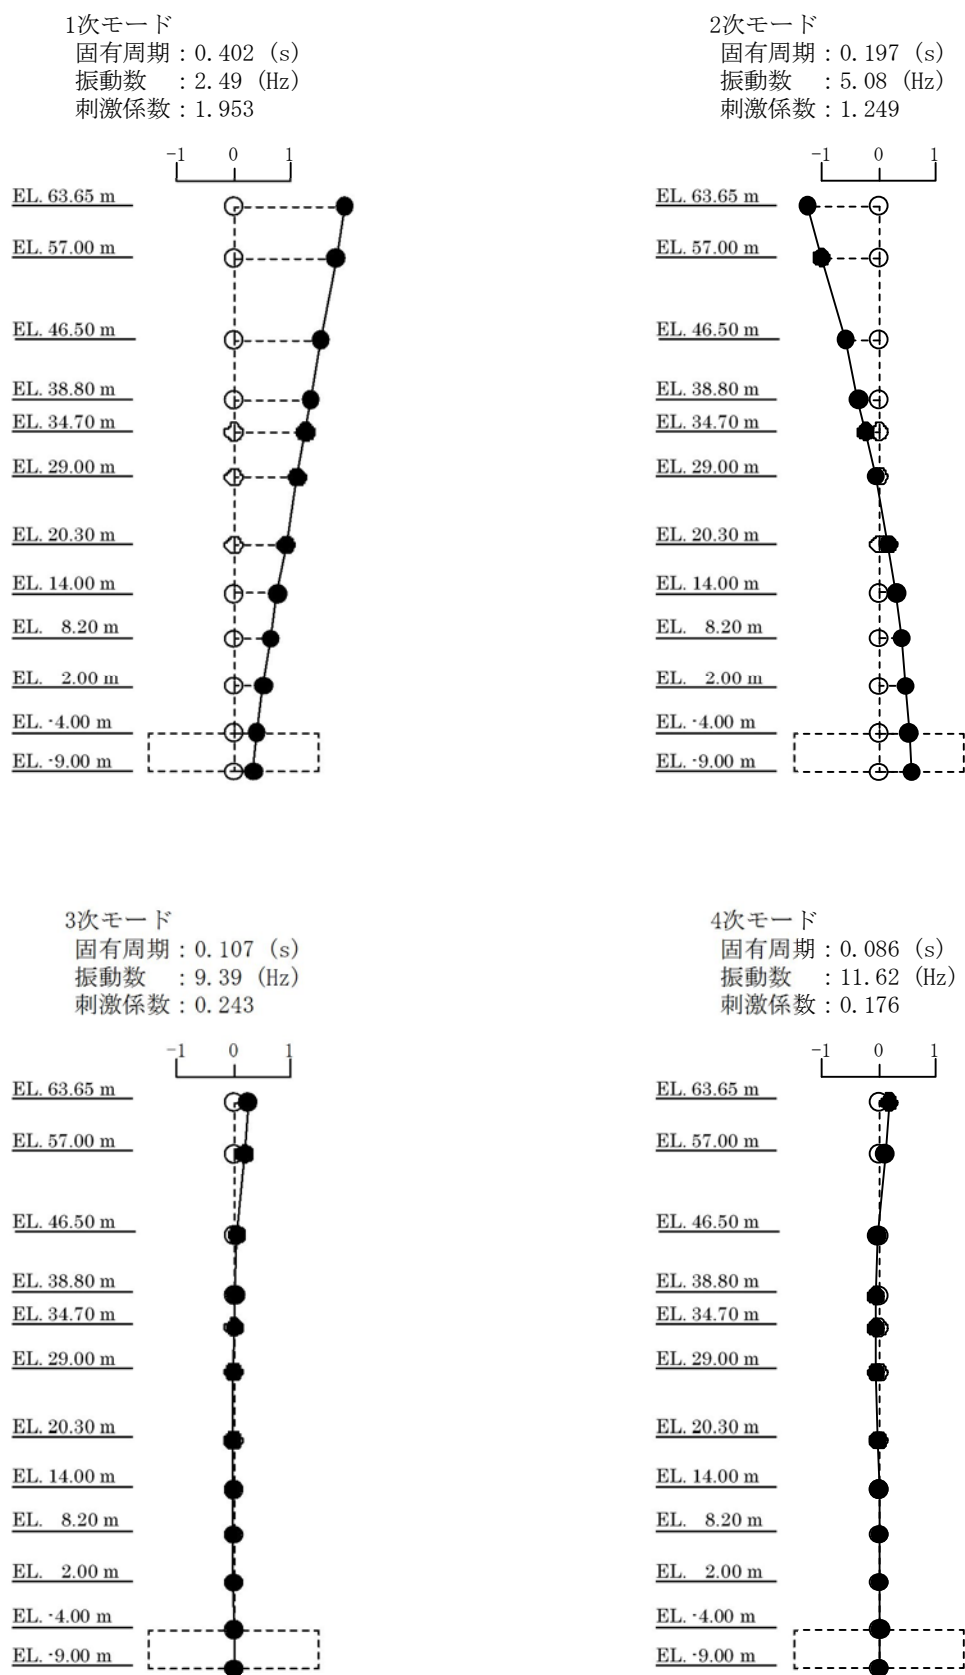 1次モード
固有周期：0.402 (s)
振動数　：2.49 (Hz)
刺激係数：1.953
-1 0 1
EL. 63.65 m
EL. 57.00 m
EL. 46.50 m
EL. 38.80 m
EL. 34.70 m
EL. 29.00 m
EL. 20.30 m
EL. 14.00 m
EL. 8.20 m
EL. 2.00 m
EL. -4.00 m
EL. -9.00 m
2次モード
固有周期：0.197 (s)
振動数　：5.08 (Hz)
刺激係数：1.249
-1 0 1
EL. 63.65 m
EL. 57.00 m
EL. 46.50 m
EL. 38.80 m
EL. 34.70 m
EL. 29.00 m
EL. 20.30 m
EL. 14.00 m
EL. 8.20 m
EL. 2.00 m
EL. -4.00 m
EL. -9.00 m
3次モード
固有周期：0.107 (s)
振動数　：9.39 (Hz)
刺激係数：0.243
-1 0 1
EL. 63.65 m
EL. 57.00 m
EL. 46.50 m
EL. 38.80 m
EL. 34.70 m
EL. 29.00 m
EL. 20.30 m
EL. 14.00 m
EL. 8.20 m
EL. 2.00 m
EL. -4.00 m
EL. -9.00 m
4次モード
固有周期：0.086 (s)
振動数　：11.62 (Hz)
刺激係数：0.176
-1 0 1
EL. 63.65 m
EL. 57.00 m
EL. 46.50 m
EL. 38.80 m
EL. 34.70 m
EL. 29.00 m
EL. 20.30 m
EL. 14.00 m
EL. 8.20 m
EL. 2.00 m
EL. -4.00 m
EL. -9.00 m